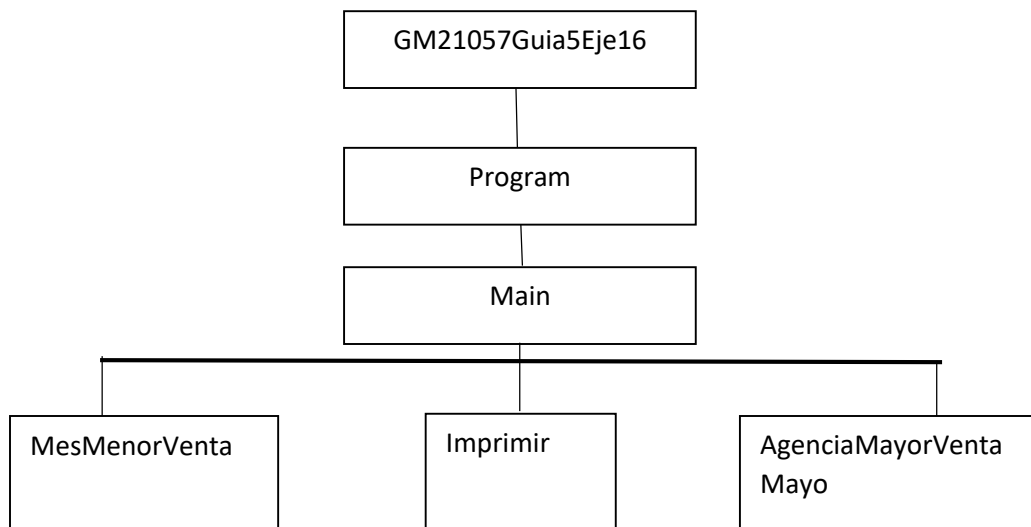 GM21057Guia5Eje16
Program
Main
MesMenorVenta
Imprimir
AgenciaMayorVenta
Mayo